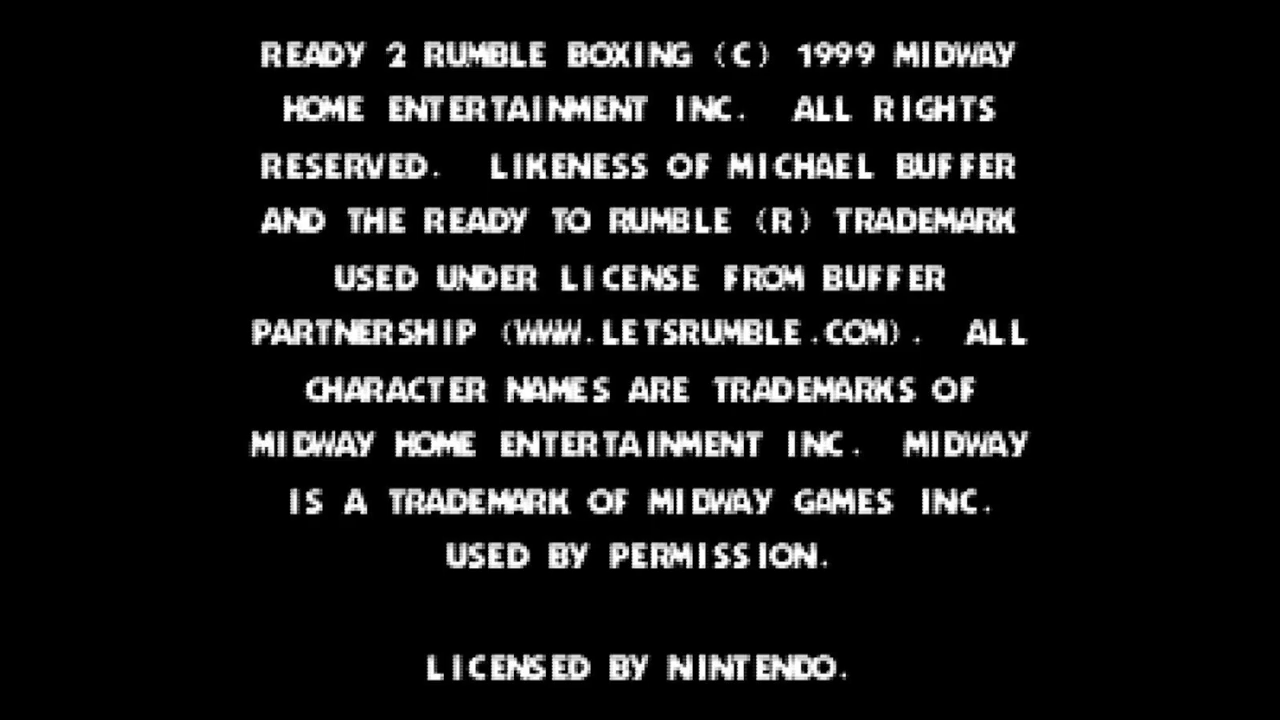 READY 2 RUMBLE BOXING (C) 1999 MIDWAY
HOME ENTERTAINMENT INC. ALL RIGHTS
RESERVED. LIKENESS OF MICHAEL BUFFER
AND THE READY TO RUMBLE (R) TRADEMARK
USED UNDER LICENSE FROM BUFFER
PARTNERSHIP (WWW.LETSRUMBLE.COM). ALL
CHARACTER NAMES ARE TRADEMARKS OF
MIDWAY HOME ENTERTAINMENT INC. MIDWAY
IS A TRADEMARK OF MIDWAY GAMES INC.
USED BY PERMISSION.
LICENSED BY NINTENDO.